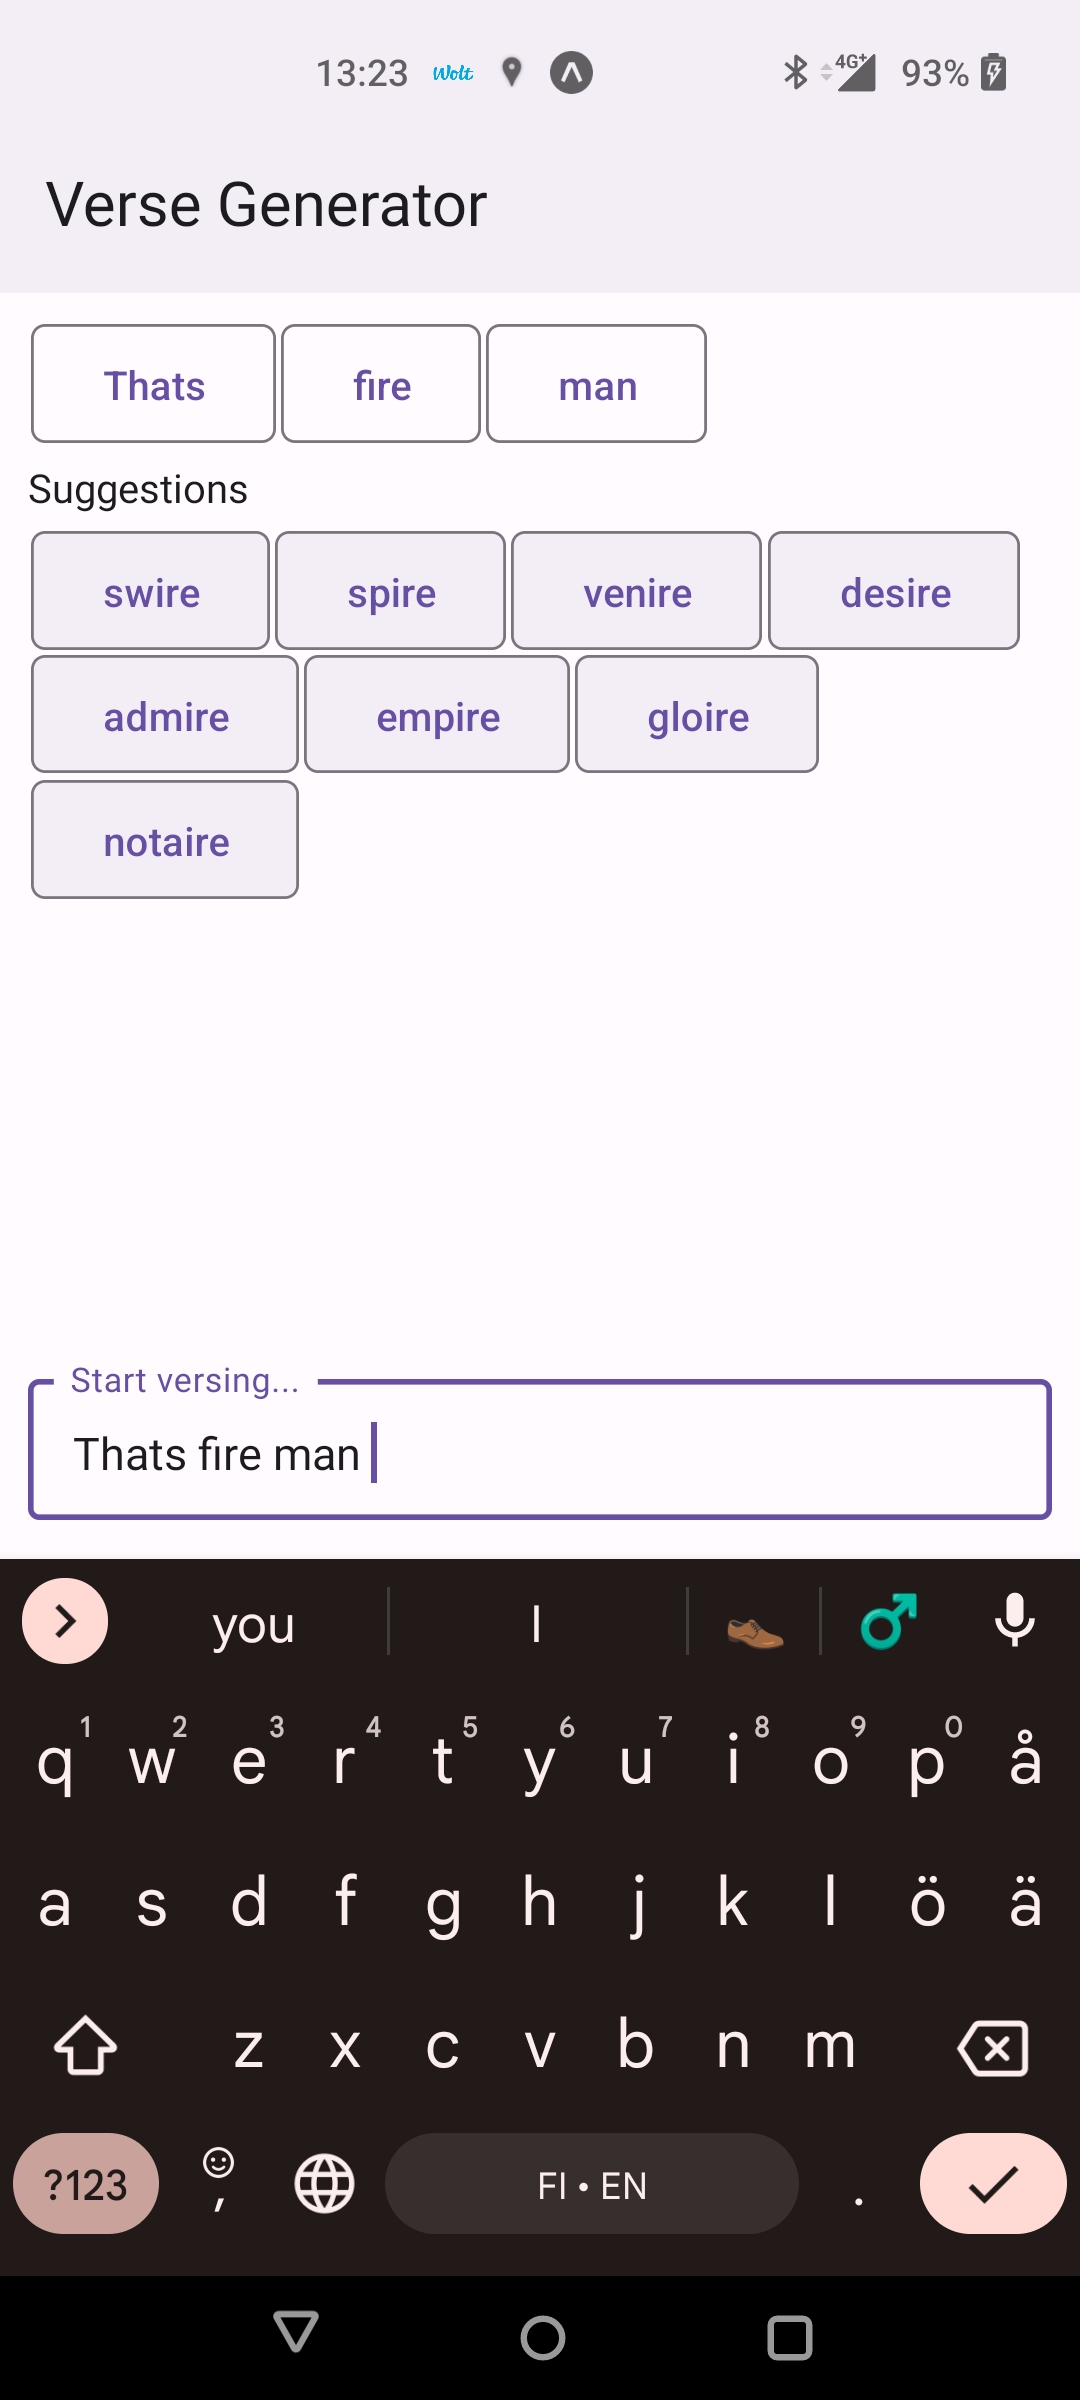 13:23 Wolt 4G+ 93%
Verse Generator
Thats fire man
Suggestions
swire spire venire desire
admire empire gloire
notaire
Start versing...
Thats fire man
you I
1 2 3 4 5 6 7 8 9 0
q w e r t y u i o p å
a s d f g h j k l ö ä
z x c v b n m
?123 , FI • EN .